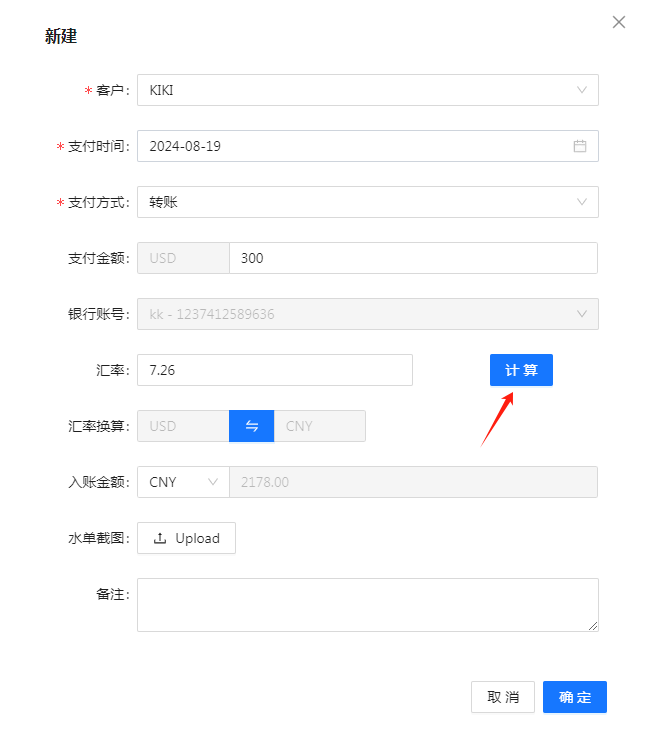 新建
* 客户: KIKI
* 支付时间: 2024-08-19
* 支付方式: 转账
支付金额: USD 300
银行账号: kk - 1237412589636
汇率: 7.26 计 算
汇率换算: USD ⇋ CNY
入账金额: CNY 2178.00
水单截图: Upload
备注:
取 消 确 定